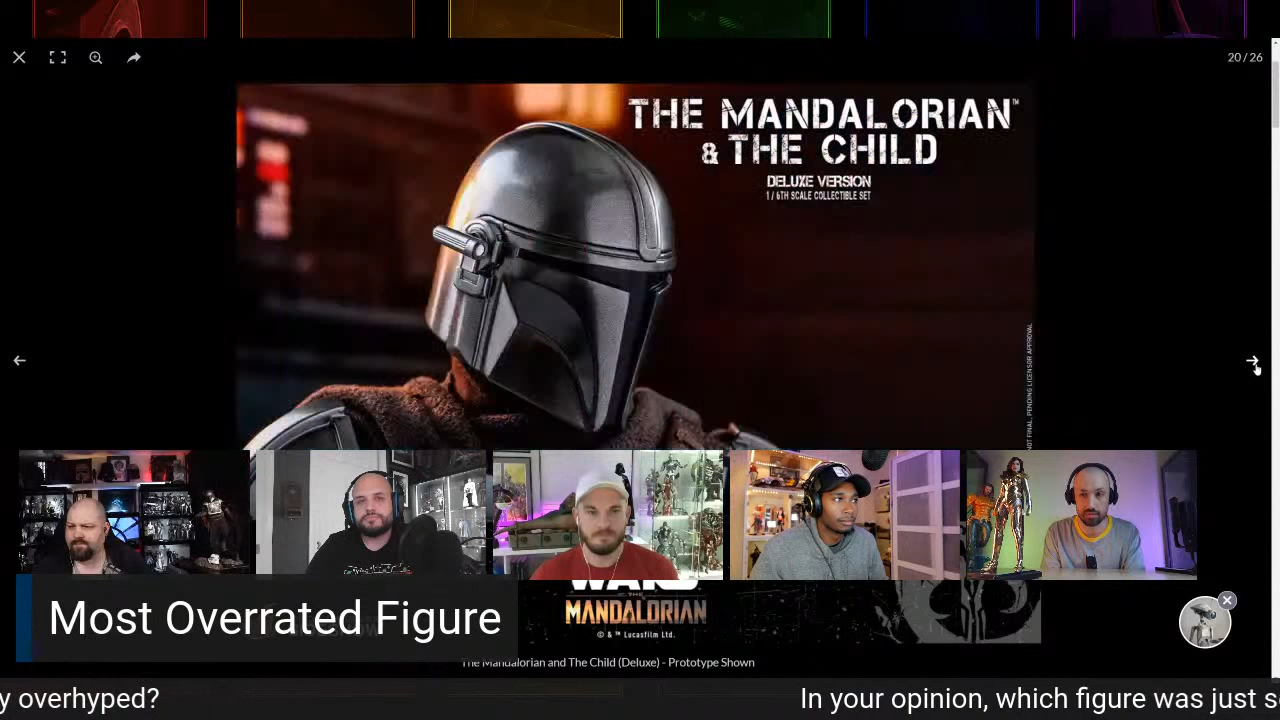 20 / 26
THE MANDALORIAN™
& THE CHILD
DELUXE VERSION
1 / 6TH SCALE COLLECTIBLE SET
NOT FINAL, PENDING LICENSOR APPROVAL
WARS
THE
MANDALORIAN
© & ™ Lucasfilm Ltd.
Most Overrated Figure
The Mandalorian and The Child (Deluxe) - Prototype Shown
y overhyped?
In your opinion, which figure was just s